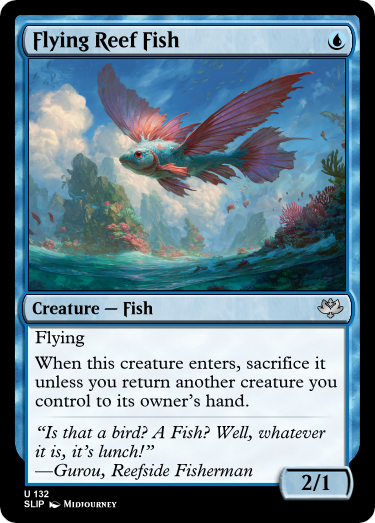 Flying Reef Fish
Creature — Fish
Flying
When this creature enters, sacrifice it
unless you return another creature you
control to its owner's hand.
“Is that a bird? A Fish? Well, whatever
it is, it's lunch!”
—Gurou, Reefside Fisherman
2/1
U 132
SLIP Midjourney